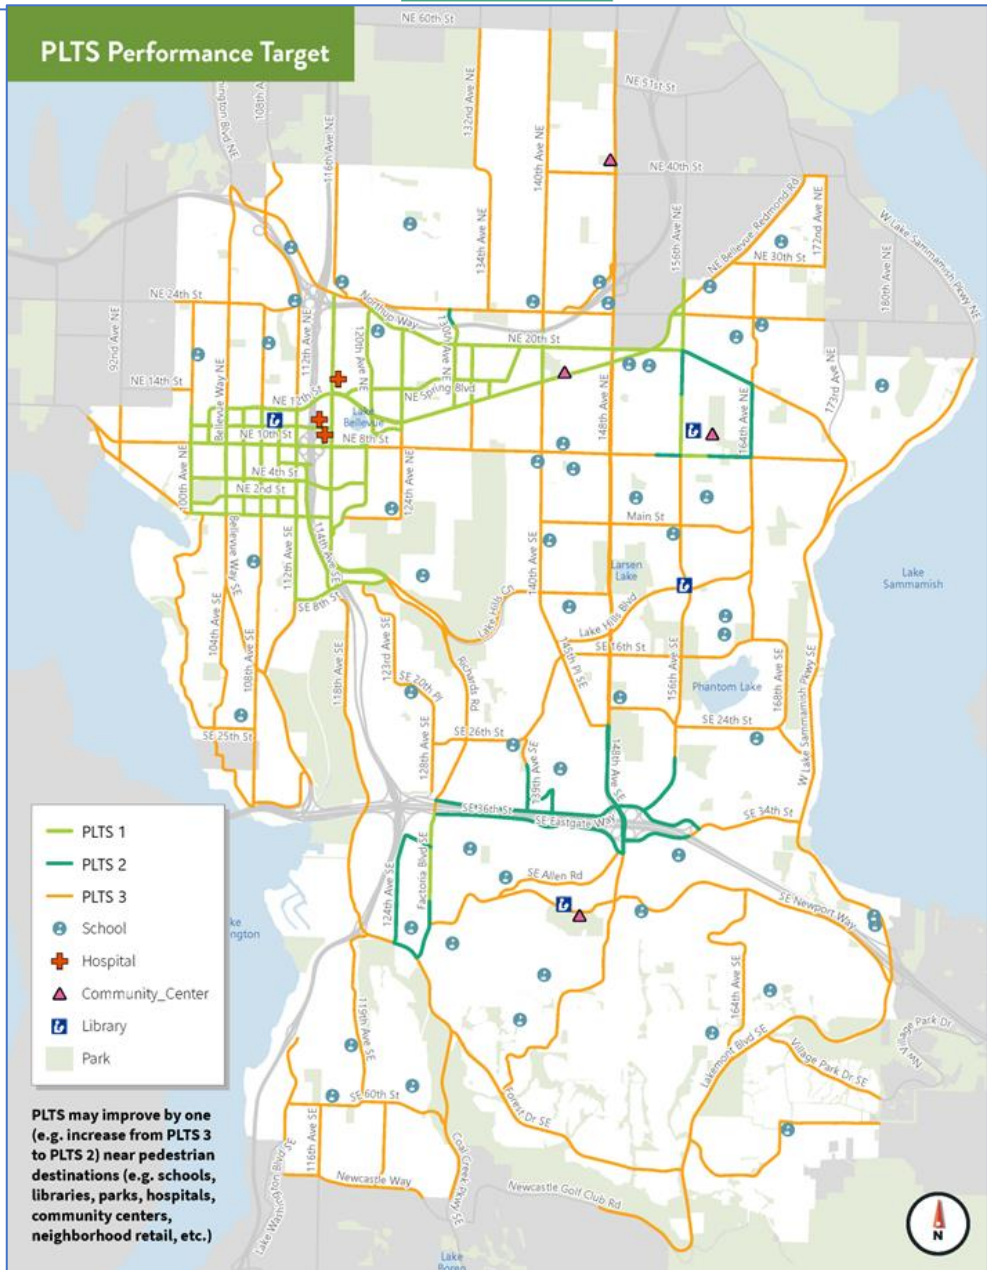 PLTS Performance Target
NE 60th St
NE 51st St
NE 40th St
108th A
116th Ave NE
132nd Ave NE
134th Ave NE
140th Ave NE
156th Ave NE
NE Bellevue Redmond Rd
172nd Ave NE
W Lake Sammamish Pkwy NE
180th Ave NE
NE 30th St
NE 24th St
Northup Way
92nd Ave NE
112th Ave NE
120th Ave NE
130th Ave NE
NE 20th St
NE 14th St
Bellevue Way NE
NE 12th St
NE Spring Blvd
148th Ave NE
164th Ave NE
173rd Ave NE
Lake
Bellevue
NE 10th St
NE 8th St
100th Ave NE
NE 4th St
NE 2nd St
124th Ave NE
Main St
Bellevue Way SE
112th Ave SE
114th Ave SE
140th Ave SE
Larsen
Lake
Lake
Sammamish
SE 8th St
Lake Hills Cn
Lake Hills Blvd
104th Ave SE
108th Ave SE
118th Ave SE
123rd Ave SE
Richards Rd
145th Pl SE
SE 16th St
156th Ave SE
168th Ave SE
W Lake Sammamish Pkwy SE
SE 20th Pl
Phantom Lake
SE 25th St
128th Ave SE
SE 26th St
SE 24th St
139th Ave SE
148th Ave SE
SE 36th St
SE Eastgate Way
SE 34th St
124th Ave SE
Factoria Blvd SE
SE Allen Rd
SE Newport Way
ke
ngton
119th Ave SE
164th Ave SE
Lakemont Blvd SE
Village Park Dr SE
Village Park Dr
NW Vill
SE 60th St
Forest Dr SE
116th Ave SE
Newcastle Way
Coal Creek Pkwy SE
Lake Washington Blvd SE
Newcastle Golf Club Rd
Lake
Boren
PLTS 1
PLTS 2
PLTS 3
School
Hospital
Community_Center
Library
Park
PLTS may improve by one
(e.g. increase from PLTS 3
to PLTS 2) near pedestrian
destinations (e.g. schools,
libraries, parks, hospitals,
community centers,
neighborhood retail, etc.)
N